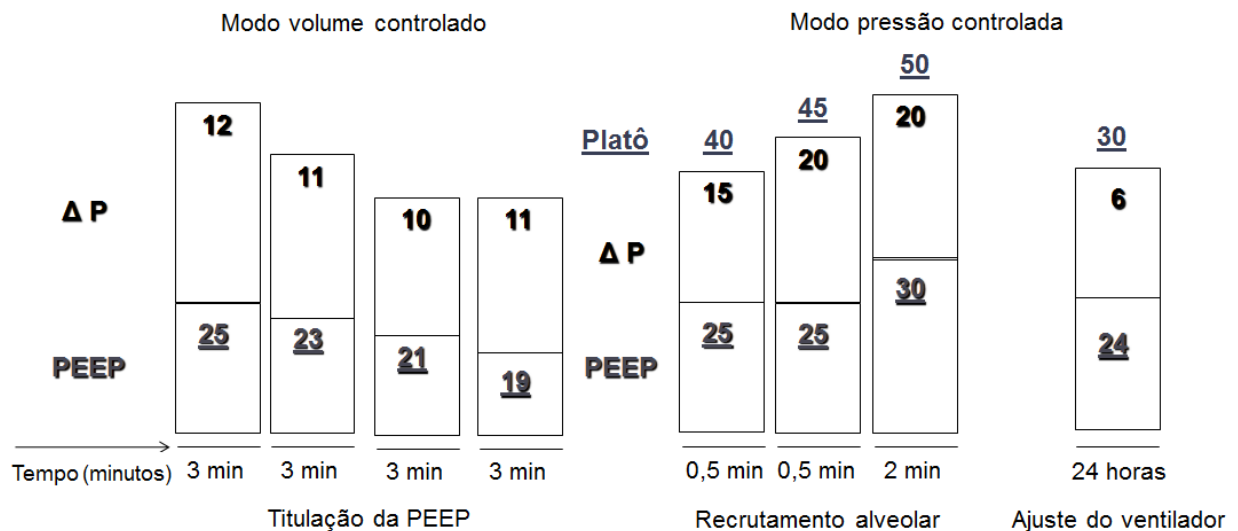 Modo volume controlado
Modo pressão controlada
50
45
Platô 40 30
12 11 10 11 15 20 20 6
Δ P
Δ P
25 23 21 19 25 25 30 24
PEEP
PEEP
Tempo (minutos) 3 min 3 min 3 min 3 min 0,5 min 0,5 min 2 min 24 horas
Titulação da PEEP
Recrutamento alveolar
Ajuste do ventilador